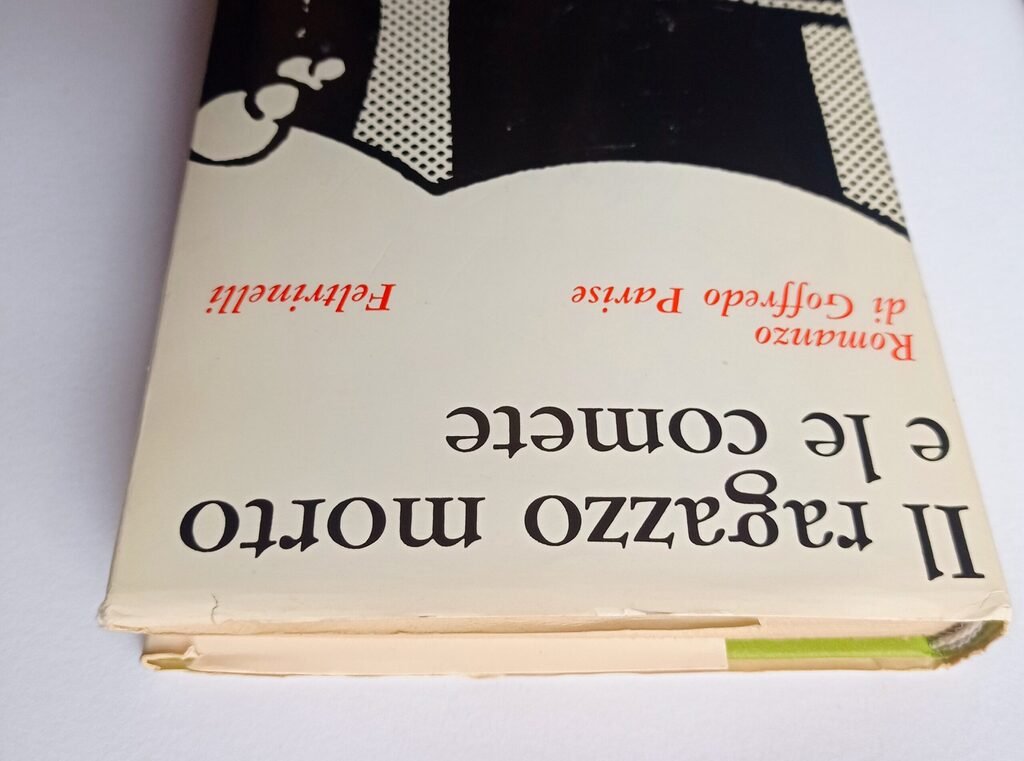 Il ragazzo morto
e le comete
Romanzo
di Goffredo Parise
Feltrinelli